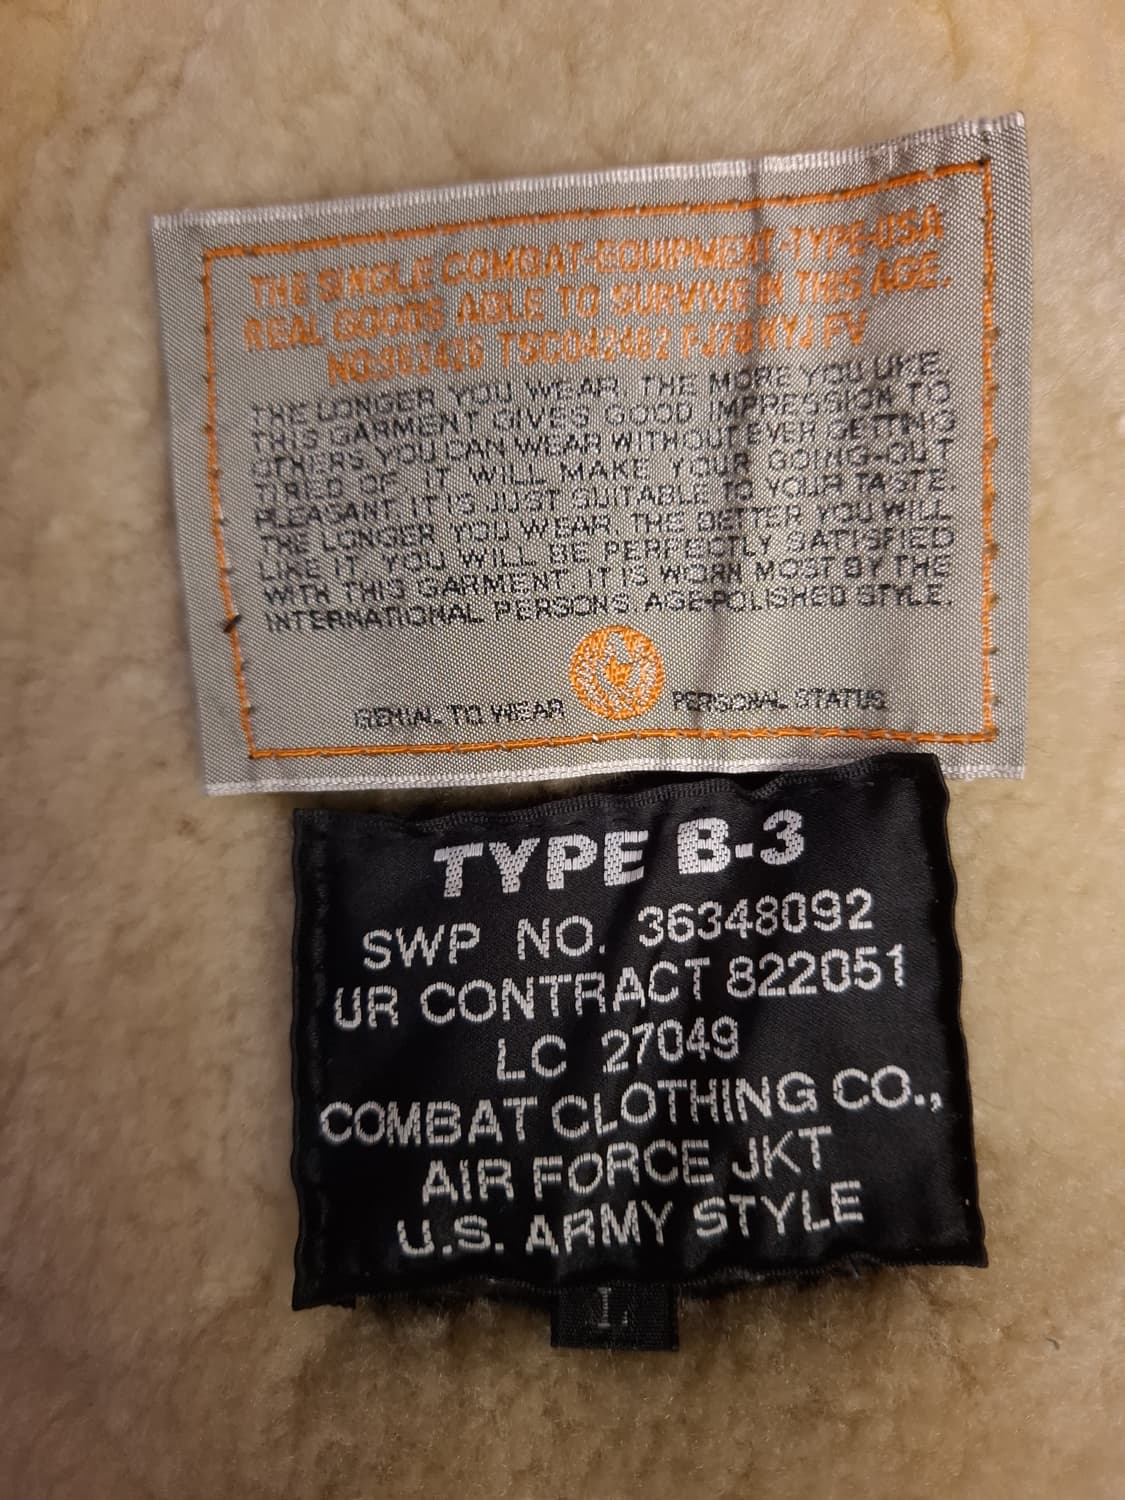 THE SINGLE COMBAT-EQUIPMENT-TYPE-USA
REAL GOODS ABLE TO SURVIVE IN THIS AGE.
THE LONGER YOU WEAR, THE MORE YOU LIKE.
THIS GARMENT GIVES GOOD IMPRESSION TO
OTHERS. YOU CAN WEAR WITHOUT EVER GETTING
TIRED OF. IT WILL MAKE YOUR GOING-OUT
PLEASANT. IT IS JUST SUITABLE TO YOUR TASTE.
THE LONGER YOU WEAR, THE BETTER YOU WILL
LIKE IT. YOU WILL BE PERFECTLY SATISFIED
WITH THIS GARMENT. IT IS WORN MOST BY THE
INTERNATIONAL PERSONS. AGE-POLISHED STYLE.
TO WEAR PERSONAL STATUS
TYPE B-3
SWP NO. 36348092
UR CONTRACT 822051
LC 27049
COMBAT CLOTHING CO.,
AIR FORCE JKT
U.S. ARMY STYLE
L